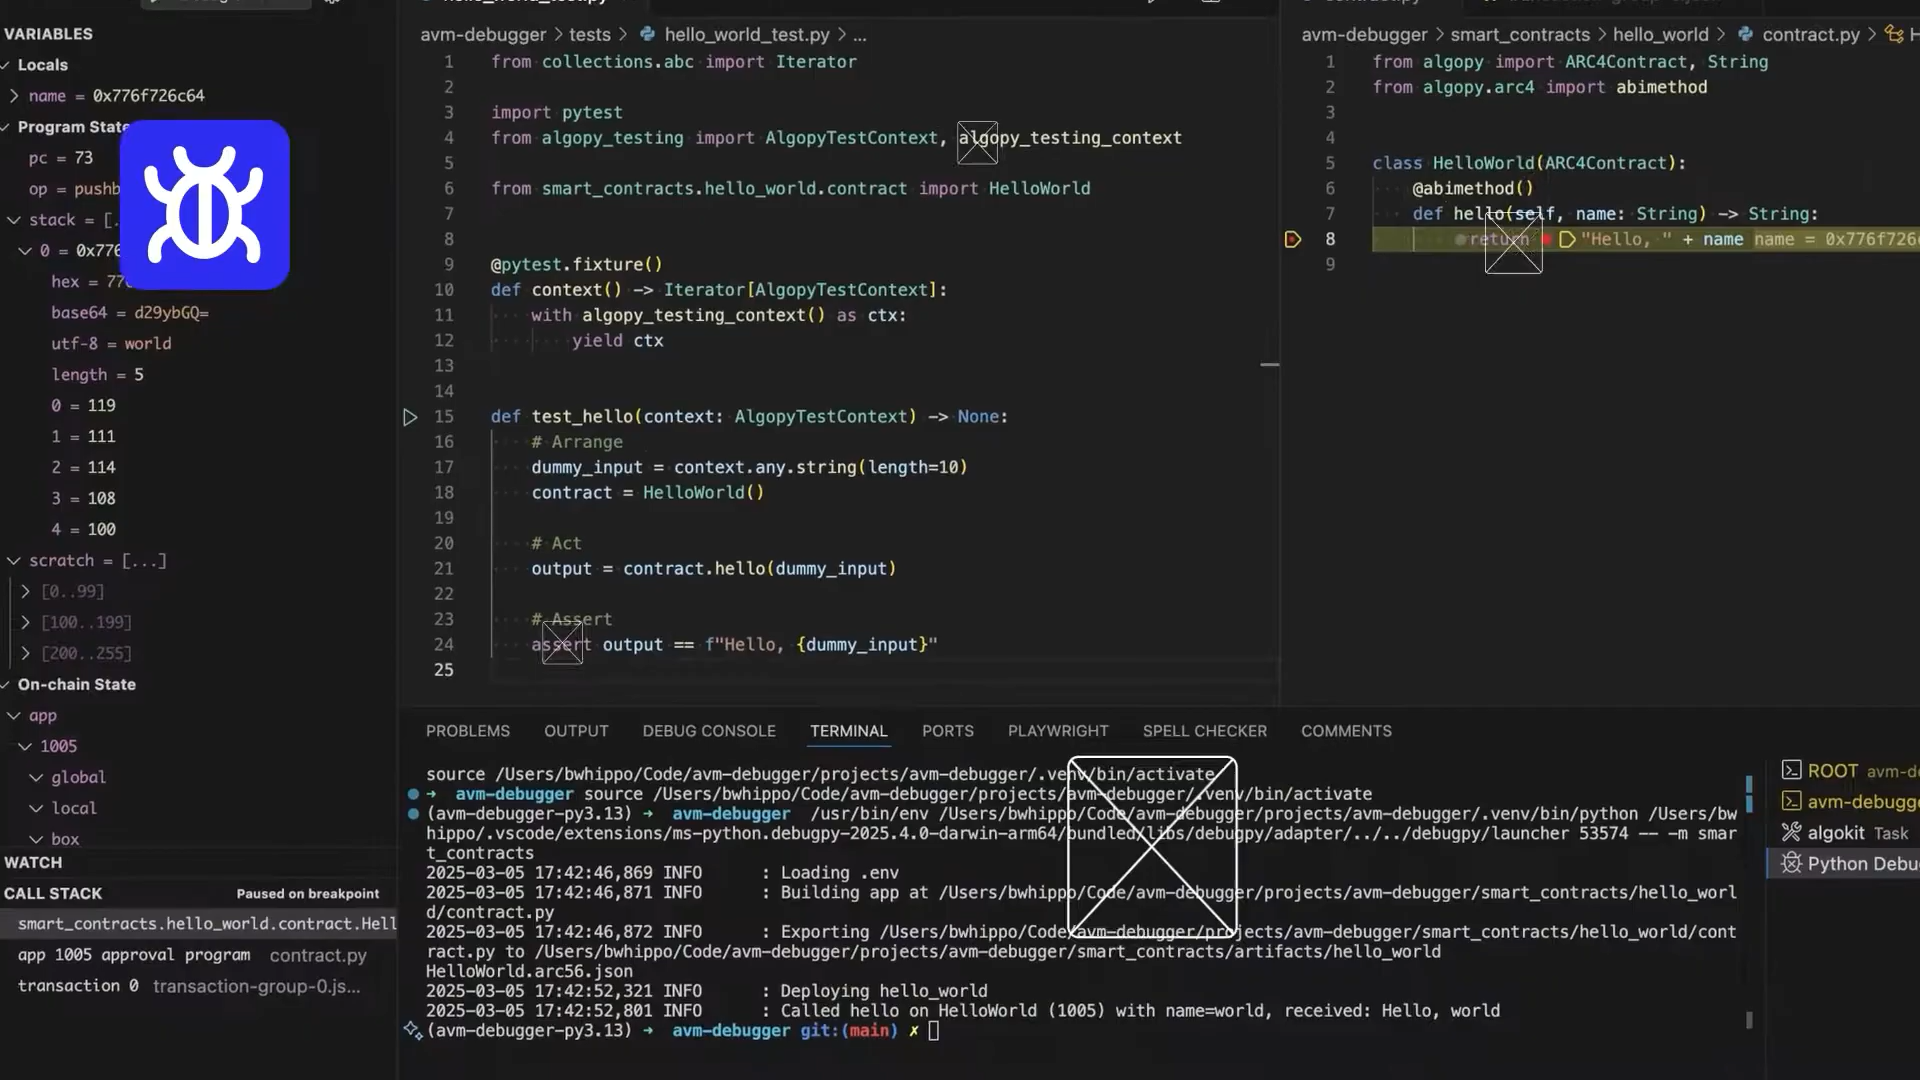 VARIABLES
Locals
name = 0x776f726c64
Program State
pc = 73
op = pushb
stack = [.
0 = 0x776
hex = 77
base64 = d29ybGQ=
utf-8 = world
length = 5
0 = 119
1 = 111
2 = 114
3 = 108
4 = 100
scratch = [...]
[0..99]
[100..199]
[200..255]
On-chain State
app
1005
global
local
box
WATCH
CALL STACK Paused on breakpoint
smart_contracts.hello_world.contract.Hell
app 1005 approval program contract.py
transaction 0 transaction-group-0.js...
avm-debugger > tests > hello_world_test.py > ...
1 from collections.abc import Iterator
2
3 import pytest
4 from algopy_testing import AlgopyTestContext, algopy_testing_context
5
6 from smart_contracts.hello_world.contract import HelloWorld
7
8
9 @pytest.fixture()
10 def context() -> Iterator[AlgopyTestContext]:
11 with algopy_testing_context() as ctx:
12 yield ctx
13
14
15 def test_hello(context: AlgopyTestContext) -> None:
16 # Arrange
17 dummy_input = context.any.string(length=10)
18 contract = HelloWorld()
19
20 # Act
21 output = contract.hello(dummy_input)
22
23 # Assert
24 assert output == f"Hello, {dummy_input}"
25
avm-debugger > smart_contracts > hello_world > contract.py > H
1 from algopy import ARC4Contract, String
2 from algopy.arc4 import abimethod
3
4
5 class HelloWorld(ARC4Contract):
6 @abimethod()
7 def hello(self, name: String) -> String:
8 return "Hello, " + name name = 0x776f726
9
PROBLEMS OUTPUT DEBUG CONSOLE TERMINAL PORTS PLAYWRIGHT SPELL CHECKER COMMENTS
source /Users/bwhippo/Code/avm-debugger/projects/avm-debugger/.venv/bin/activate
➜ avm-debugger source /Users/bwhippo/Code/avm-debugger/projects/avm-debugger/.venv/bin/activate
(avm-debugger-py3.13) ➜ avm-debugger /usr/bin/env /Users/bwhippo/Code/avm-debugger/projects/avm-debugger/.venv/bin/python /Users/bw
hippo/.vscode/extensions/ms-python.debugpy-2025.4.0-darwin-arm64/bundled/libs/debugpy/adapter/../../debugpy/launcher 53574 -- -m smar
t_contracts
2025-03-05 17:42:46,869 INFO : Loading .env
2025-03-05 17:42:46,871 INFO : Building app at /Users/bwhippo/Code/avm-debugger/projects/avm-debugger/smart_contracts/hello_worl
d/contract.py
2025-03-05 17:42:46,872 INFO : Exporting /Users/bwhippo/Code/avm-debugger/projects/avm-debugger/smart_contracts/hello_world/cont
ract.py to /Users/bwhippo/Code/avm-debugger/projects/avm-debugger/smart_contracts/artifacts/hello_world
HelloWorld.arc56.json
2025-03-05 17:42:52,321 INFO : Deploying hello_world
2025-03-05 17:42:52,801 INFO : Called hello on HelloWorld (1005) with name=world, received: Hello, world
(avm-debugger-py3.13) ➜ avm-debugger git:(main) ✗
ROOT avm-d
avm-debugge
algokit Task
Python Debu